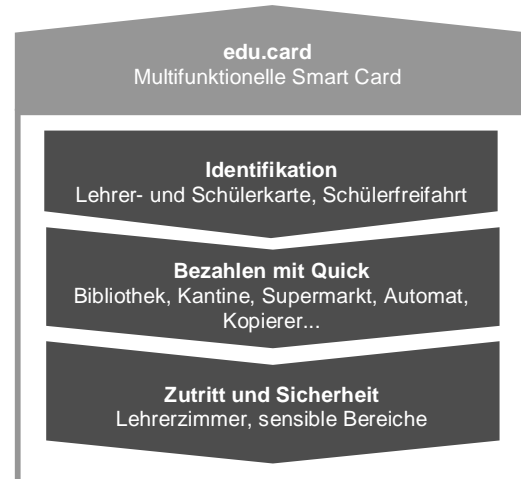 edu.card
Multifunktionelle Smart Card
Identifikation
Lehrer- und Schülerkarte, Schülerfreifahrt
Bezahlen mit Quick
Bibliothek, Kantine, Supermarkt, Automat,
Kopierer...
Zutritt und Sicherheit
Lehrerzimmer, sensible Bereiche